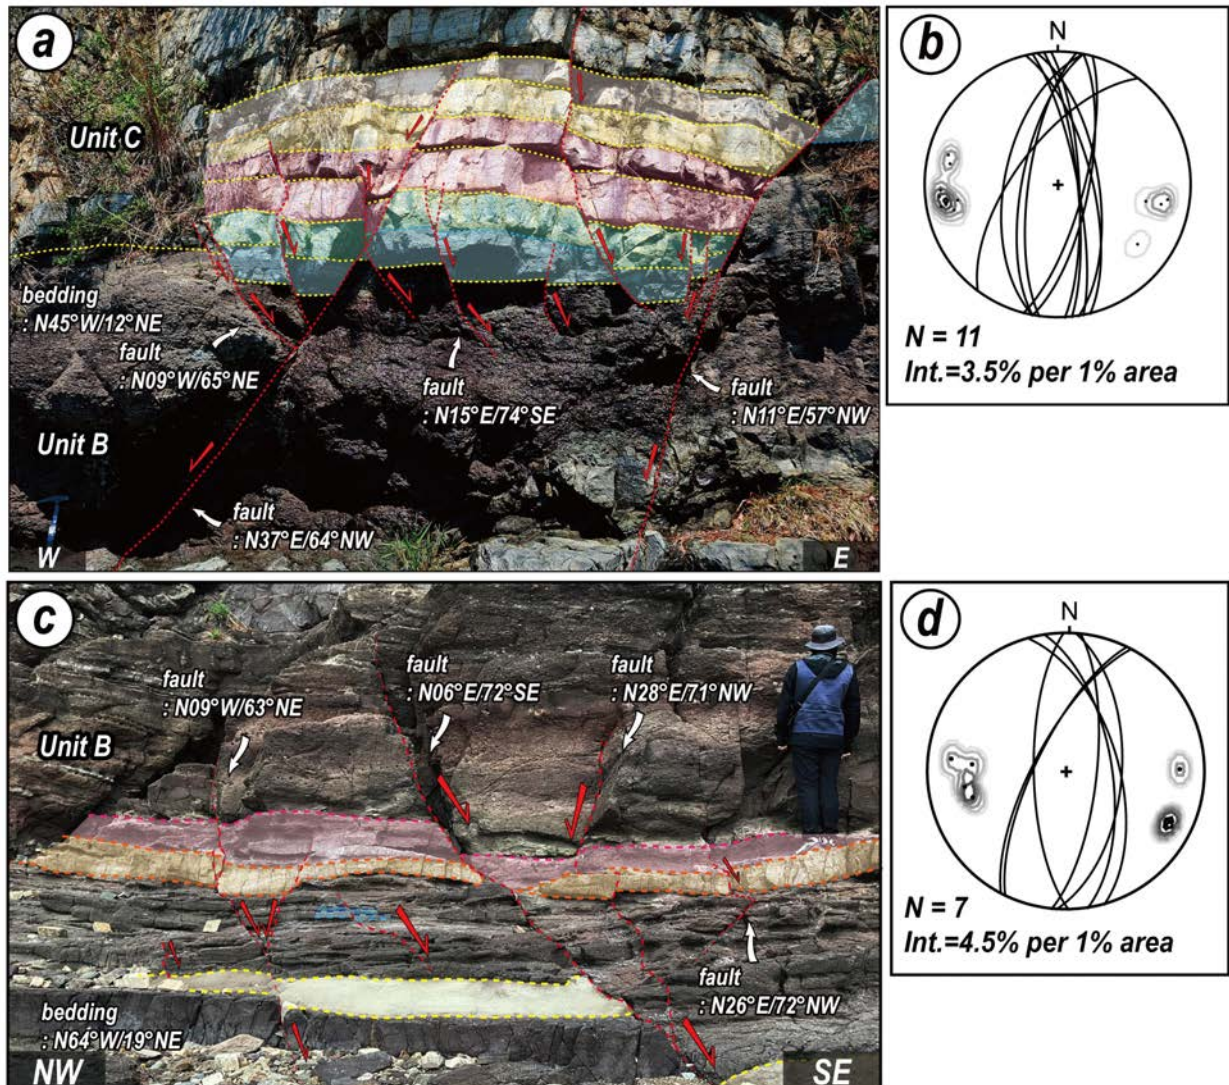 a
Unit C
bedding
: N45°W/12°NE
fault
: N09°W/65°NE
fault
: N15°E/74°SE
fault
: N11°E/57°NW
Unit B
fault
: N37°E/64°NW
W
E
b
N
N = 11
Int.=3.5% per 1% area
c
fault
: N09°W/63°NE
fault
: N06°E/72°SE
fault
: N28°E/71°NW
Unit B
fault
: N26°E/72°NW
bedding
: N64°W/19°NE
NW
SE
d
N
N = 7
Int.=4.5% per 1% area